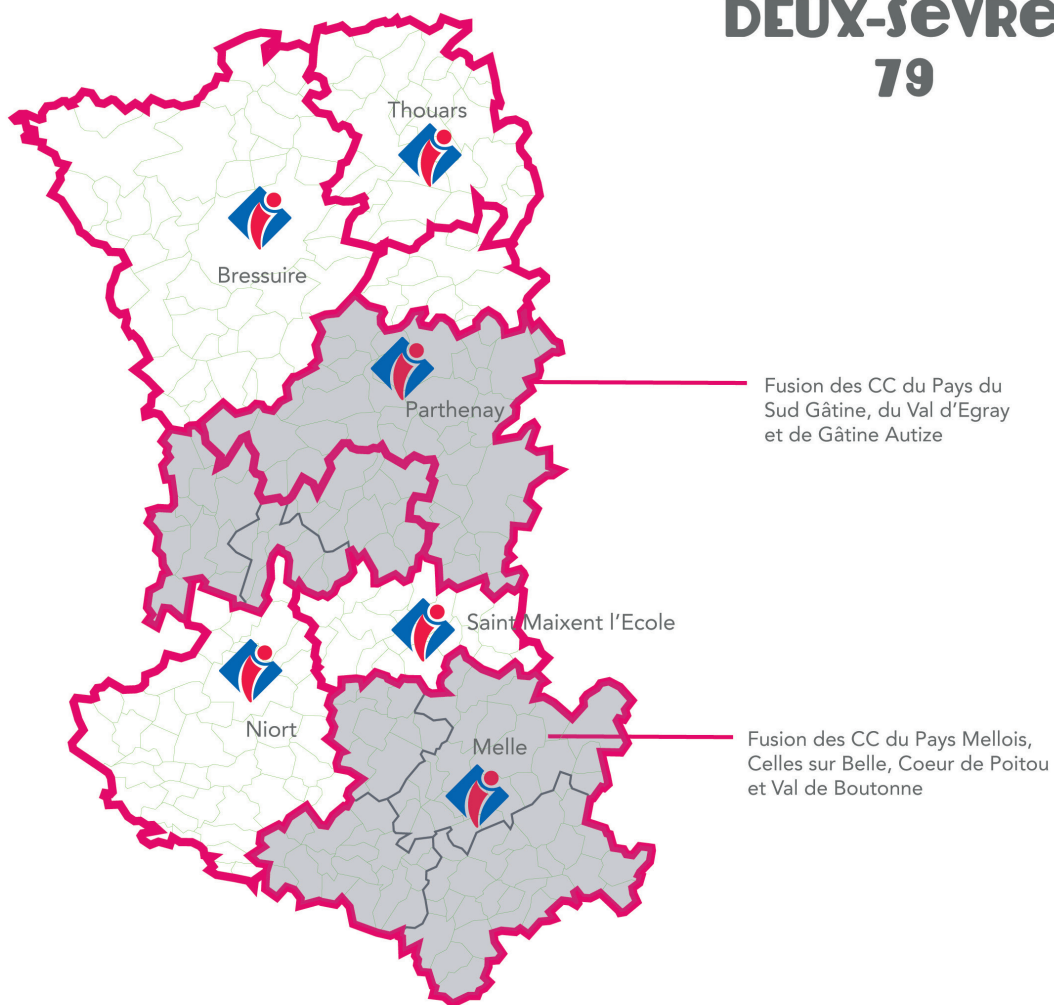 DEUX-SèVRe
79
Thouars
Bressuire
Parthenay
Fusion des CC du Pays du
Sud Gâtine, du Val d'Egray
et de Gâtine Autize
Saint Maixent l'Ecole
Niort
Melle
Fusion des CC du Pays Mellois,
Celles sur Belle, Coeur de Poitou
et Val de Boutonne